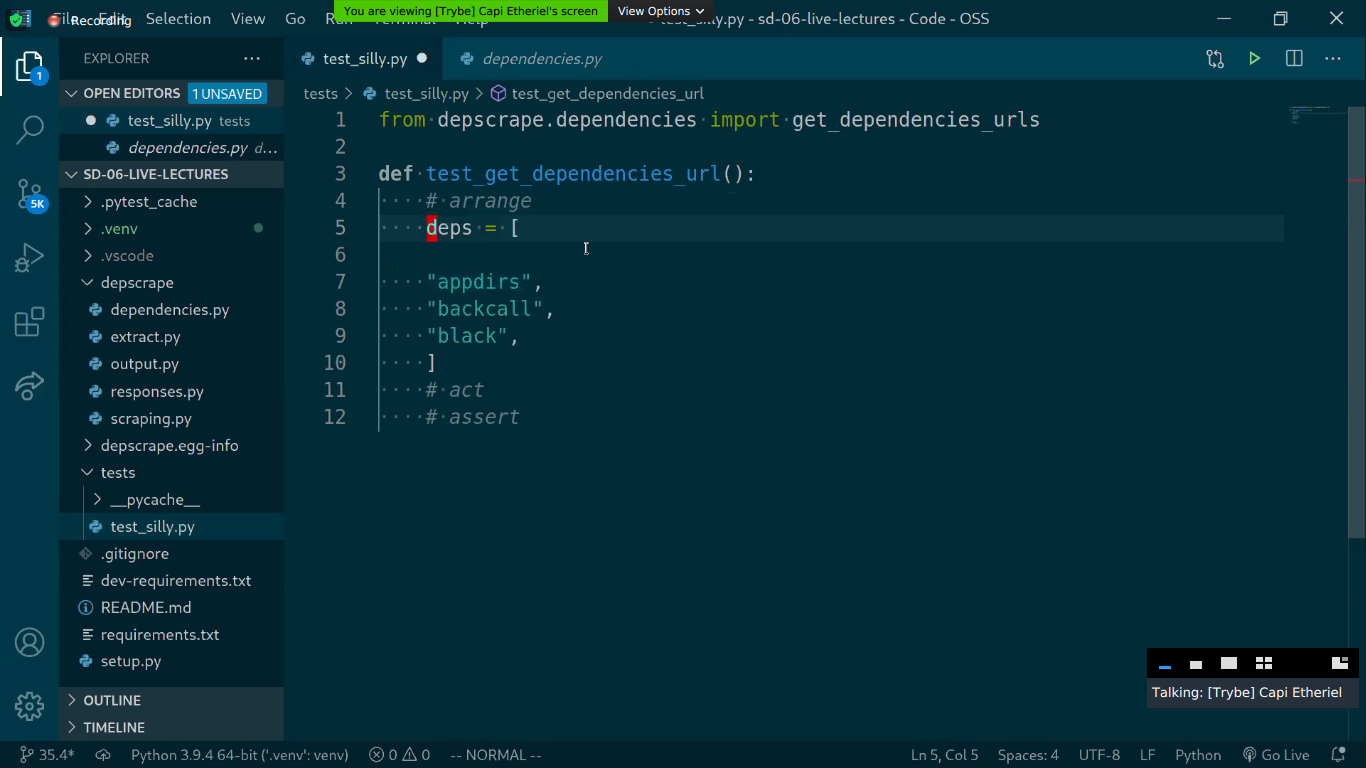 Recording
File Edit Selection View Go Run Help
You are viewing [Trybe] Capi Etheriel's screen
View Options
test_silly.py - sd-06-live-lectures - Code - OSS
1
EXPLORER
test_silly.py
dependencies.py
OPEN EDITORS 1 UNSAVED
test_silly.py tests
dependencies.py d...
SD-06-LIVE-LECTURES
.pytest_cache
.venv
.vscode
depscrape
dependencies.py
extract.py
output.py
responses.py
scraping.py
depscrape.egg-info
tests
__pycache__
test_silly.py
.gitignore
dev-requirements.txt
README.md
requirements.txt
setup.py
OUTLINE
TIMELINE
5K
tests > test_silly.py > test_get_dependencies_url
1 from depscrape.dependencies import get_dependencies_urls
2
3 def test_get_dependencies_url():
4 # arrange
5 deps = [
6
7 "appdirs",
8 "backcall",
9 "black",
10 ]
11 # act
12 # assert
Talking: [Trybe] Capi Etheriel
35.4* Python 3.9.4 64-bit ('.venv': venv) 0 0 -- NORMAL -- Ln 5, Col 5 Spaces: 4 UTF-8 LF Python Go Live